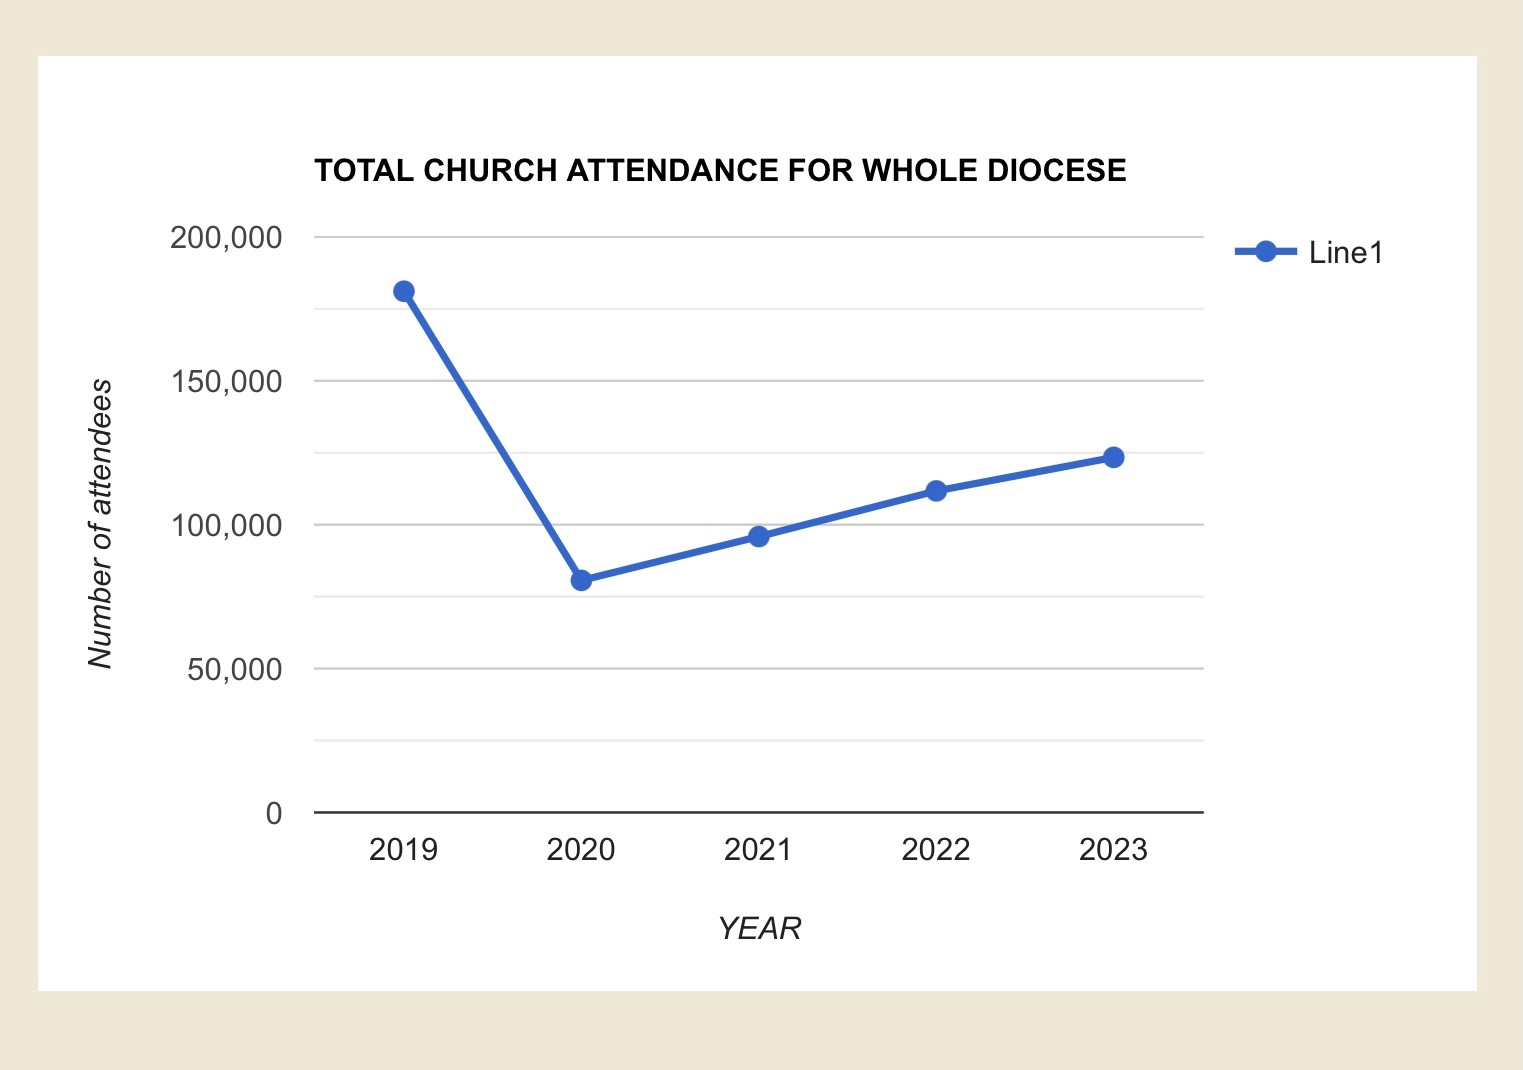 TOTAL CHURCH ATTENDANCE FOR WHOLE DIOCESE
200,000
Line1
150,000
100,000
50,000
0
Number of attendees
2019 2020 2021 2022 2023
YEAR